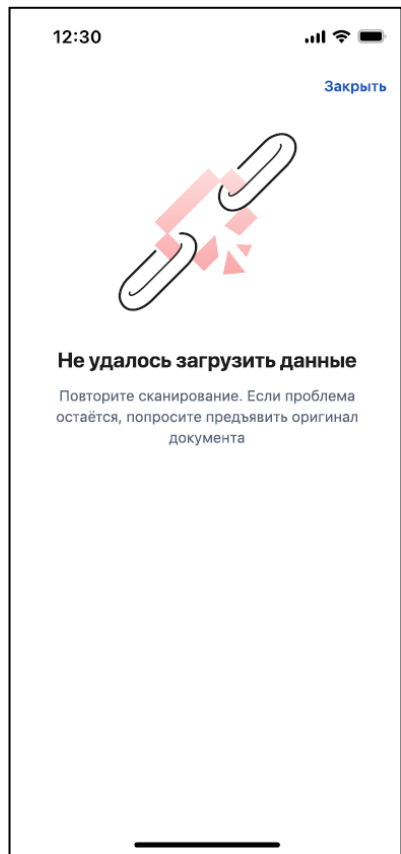 12:30
Закрыть
Не удалось загрузить данные
Повторите сканирование. Если проблема
остаётся, попросите предъявить оригинал
документа